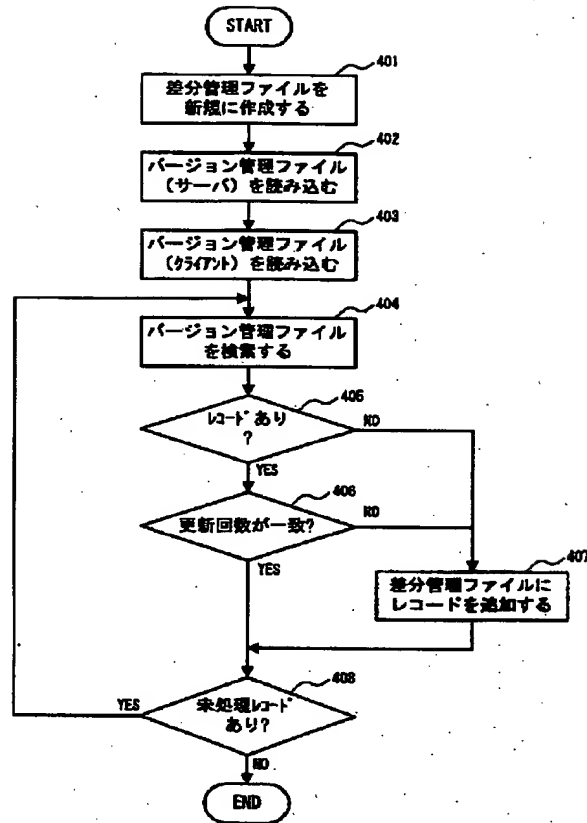 START
401
差分管理ファイルを
新規に作成する
402
バージョン管理ファイル
(サーバ)を読み込む
403
バージョン管理ファイル
(クライアント)を読み込む
404
バージョン管理ファイル
を検索する
405
レコードあり
?
NO
YES
406
更新回数が一致?
NO
YES
407
差分管理ファイルに
レコードを追加する
408
未処理レコード
あり?
YES
NO
END